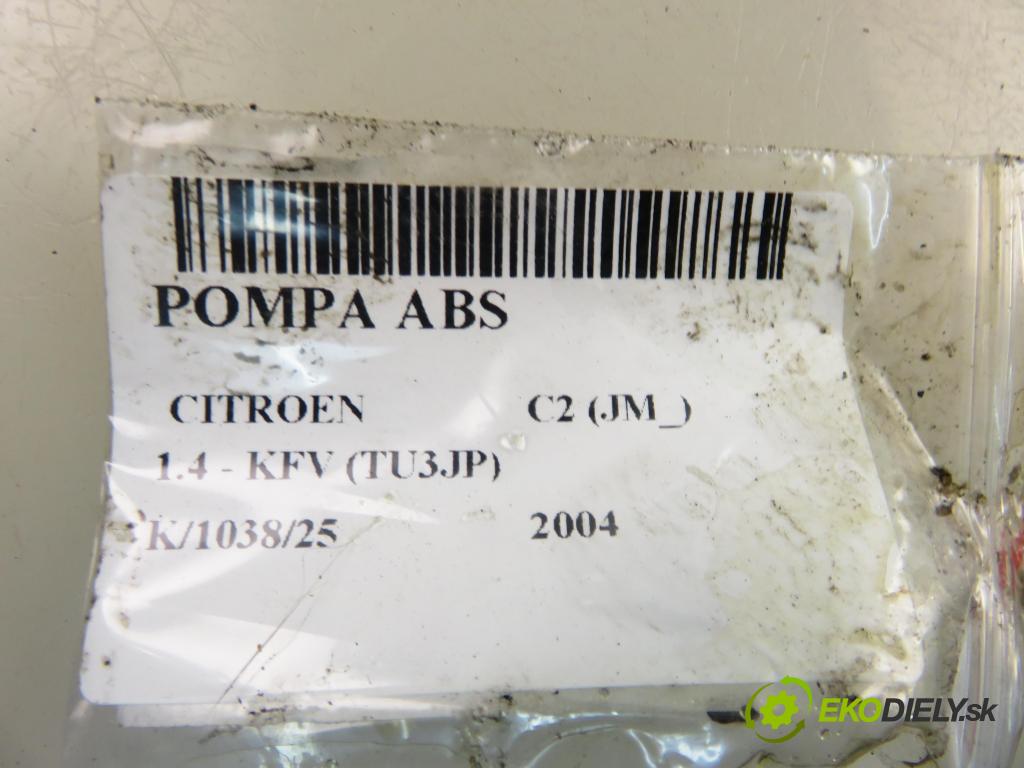 POMPA ABS
CITROEN C2 (JM_)
1.4 - KFV (TU3JP)
K/1038/25 2004
EKODIELY.sk